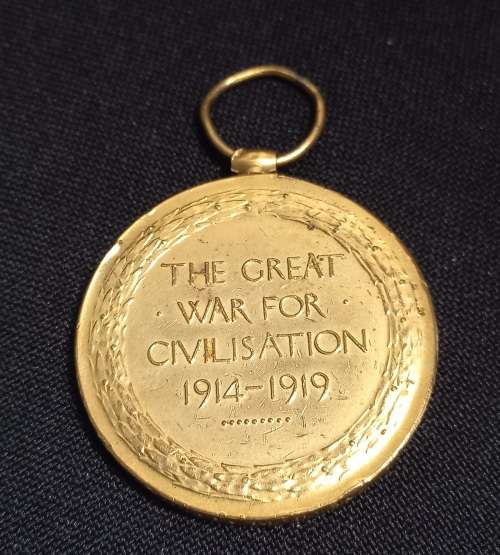 THE GREAT
· WAR FOR ·
CIVILISATION
1914-1919